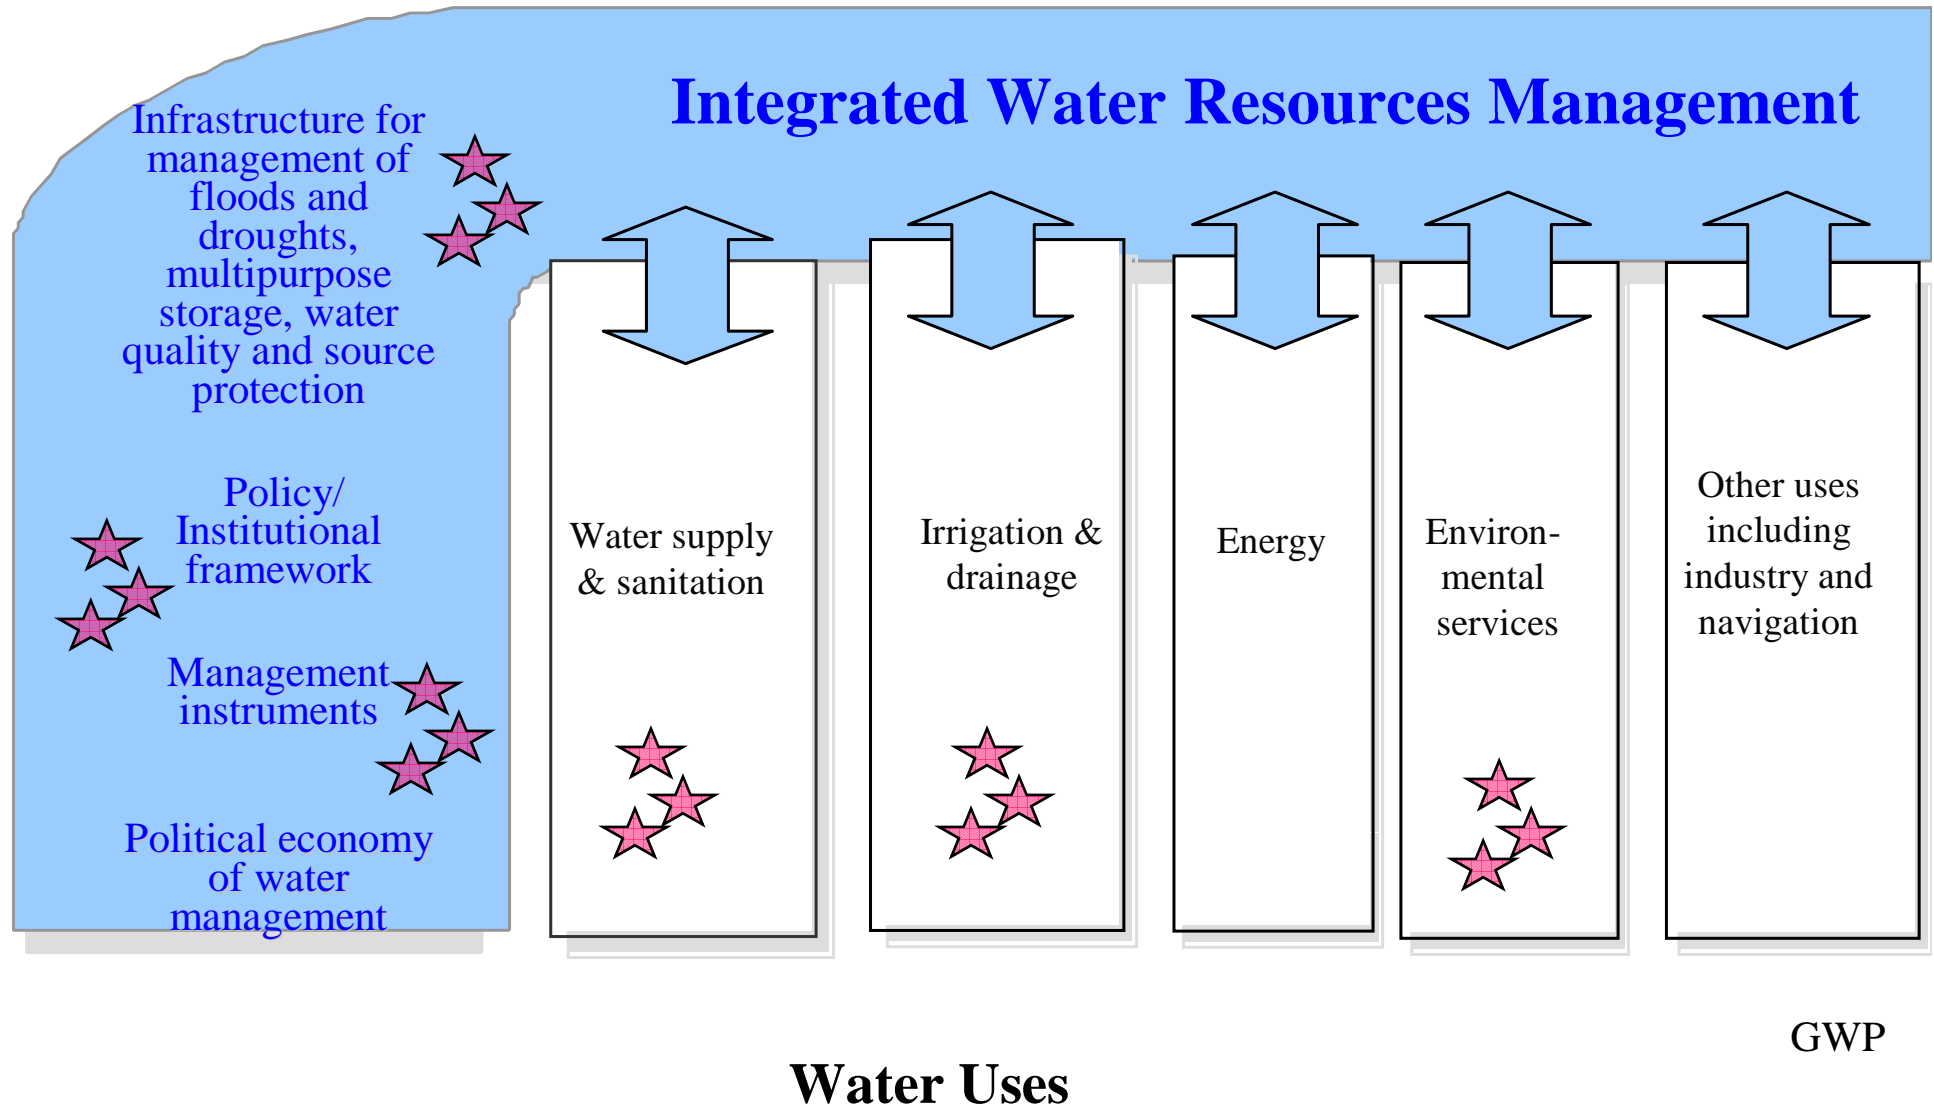 Integrated Water Resources Management
Infrastructure for
management of
floods and
droughts,
multipurpose
storage, water
quality and source
protection
Policy/
Institutional
framework
Management
instruments
Political economy
of water
management
Water supply
& sanitation
Irrigation &
drainage
Energy
Environ-
mental
services
Other uses
including
industry and
navigation
GWP
Water Uses